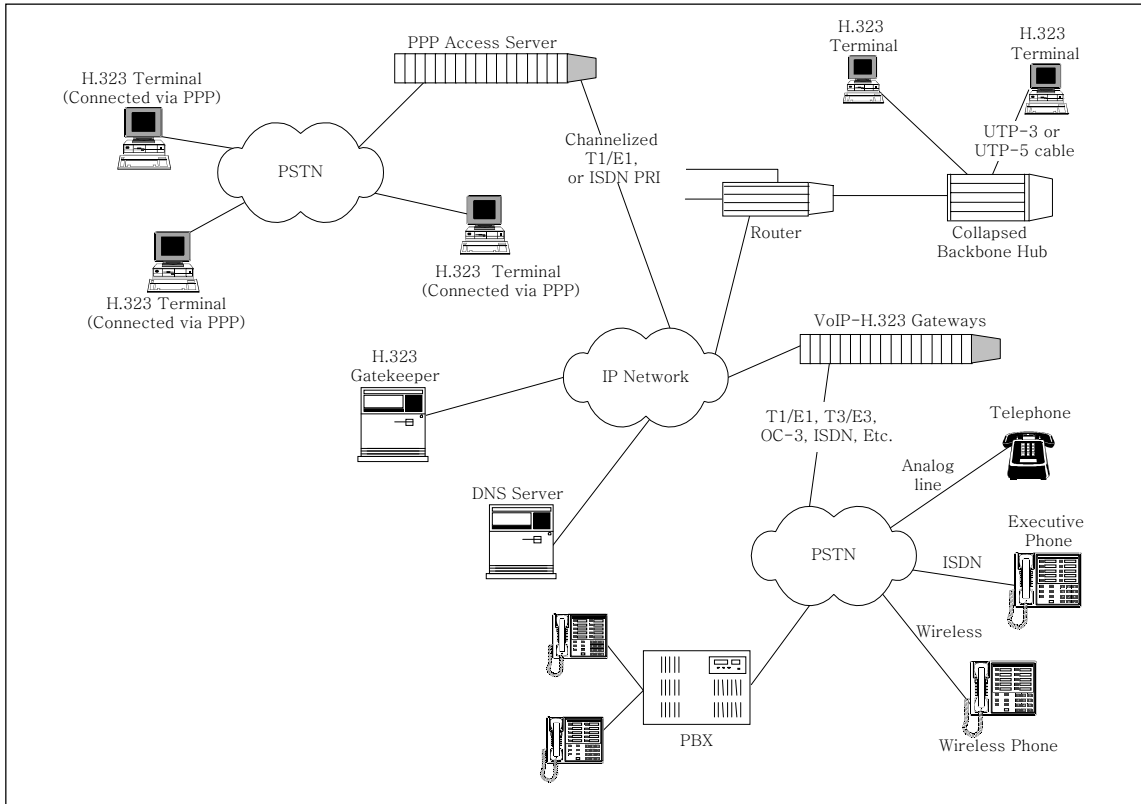 PPP Access Server
H.323
Terminal
H.323
Terminal
H.323 Terminal
(Connected via PPP)
UTP-3 or
UTP-5 cable
Channelized
T1/E1,
or ISDN PRI
PSTN
Router
Collapsed
Backbone Hub
H.323 Terminal
(Connected via PPP)
H.323 Terminal
(Connected via PPP)
VoIP-H.323 Gateways
H.323
Gatekeeper
IP Network
T1/E1, T3/E3,
OC-3, ISDN, Etc.
Telephone
Analog
line
DNS Server
Executive
Phone
PSTN
ISDN
Wireless
PBX
Wireless Phone